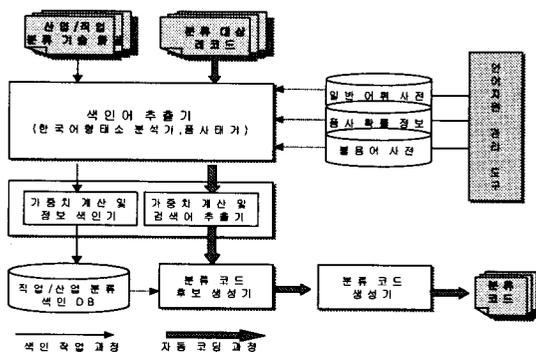 산업/직업
분류 기술
분류 대상
레코드
색인어 추출기
(한국어형태소 분석기,품사태거)
일반어휘 사전
품사 확률 정보
불용어 사전
언어자원 관리 도구
가중치 계산 및
정보 색인기
가중치 계산 및
검색어 추출기
직업/산업 분류
색인 DB
분류 코드
후보 생성기
분류 코드
생성기
분류
코드
색인 작업 과정
자동 코딩 과정